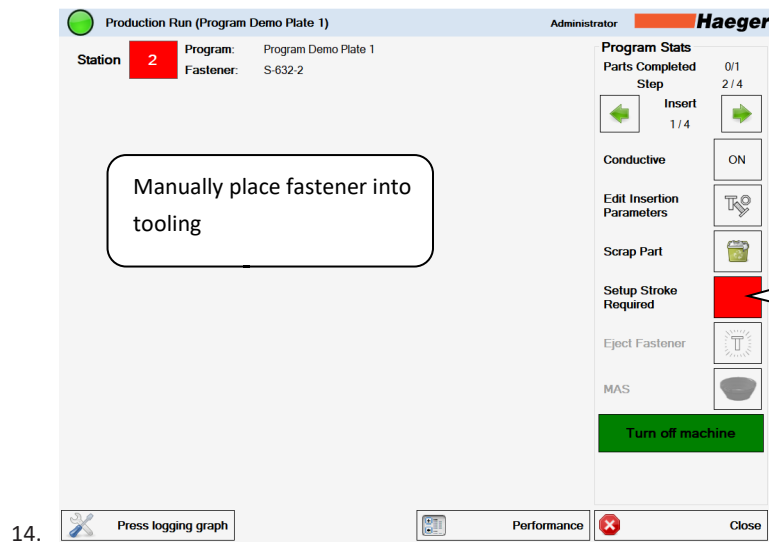 Production Run (Program Demo Plate 1)
Administrator
Haeger
Station
2
Program: Program Demo Plate 1
Fastener: S-632-2
Manually place fastener into
tooling
Program Stats
Parts Completed 0/1
Step 2 / 4
Insert
1 / 4
Conductive ON
Edit Insertion
Parameters
Scrap Part
Setup Stroke
Required
Eject Fastener
T
MAS
Turn off machine
14.
Press logging graph
Performance
Close